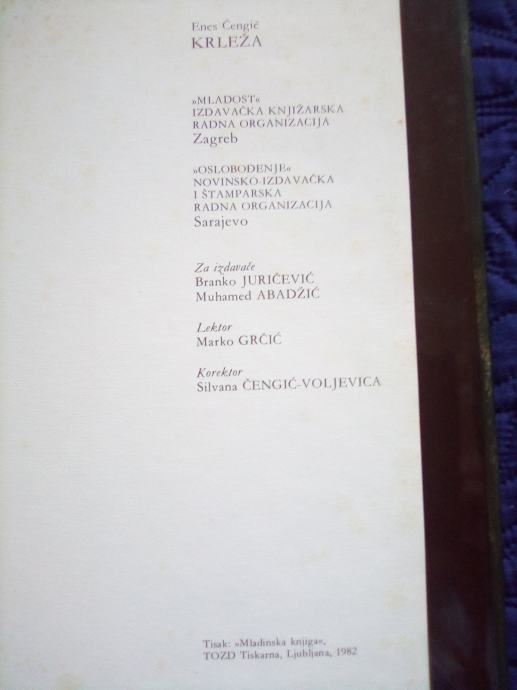 Enes Čengić
KRLEŽA
»MLADOST«
IZDAVAČKA KNJIŽARSKA
RADNA ORGANIZACIJA
Zagreb
»OSLOBOĐENJE«
NOVINSKO-IZDAVAČKA
I ŠTAMPARSKA
RADNA ORGANIZACIJA
Sarajevo
Za izdavače
Branko JURIČEVIĆ
Muhamed ABADŽIĆ
Lektor
Marko GRČIĆ
Korektor
Silvana ČENGIĆ-VOLJEVICA
Tisak: »Mladinska knjiga«,
TOZD Tiskarna, Ljubljana, 1982